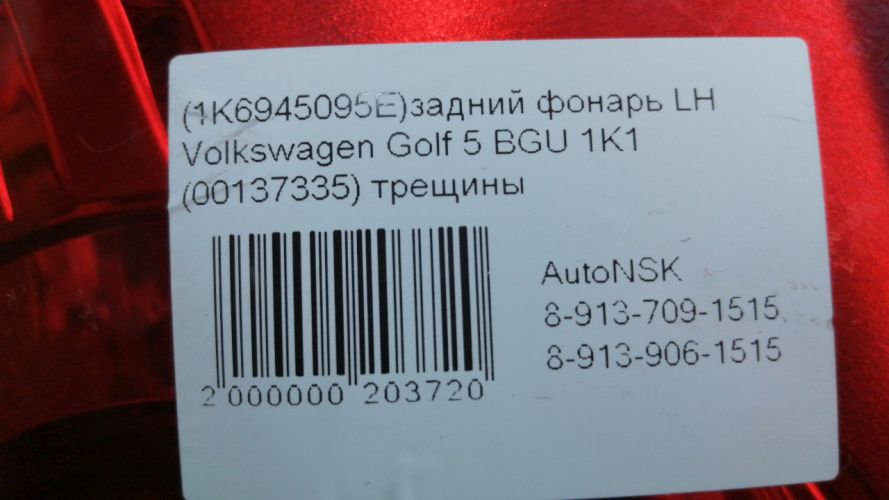 (1K6945095E)задний фонарь LH
Volkswagen Golf 5 BGU 1K1
(00137335) трещины
AutoNSK
8-913-709-1515
8-913-906-1515
2 000000 203720